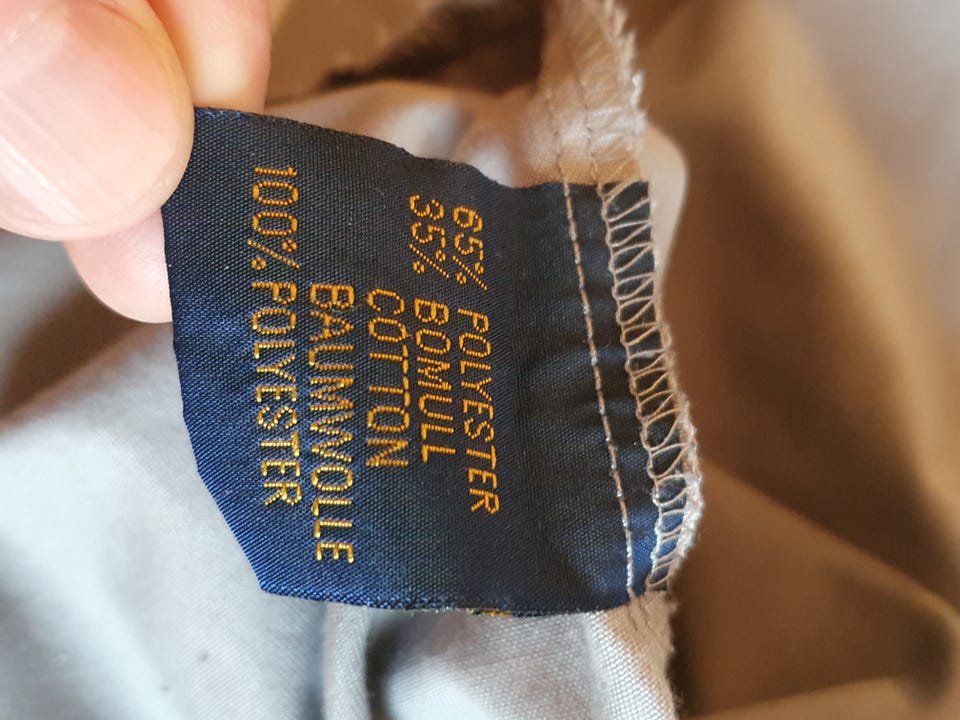 65% POLYESTER
35% BOMULL
COTTON
BAUMWOLLE
100% POLYESTER